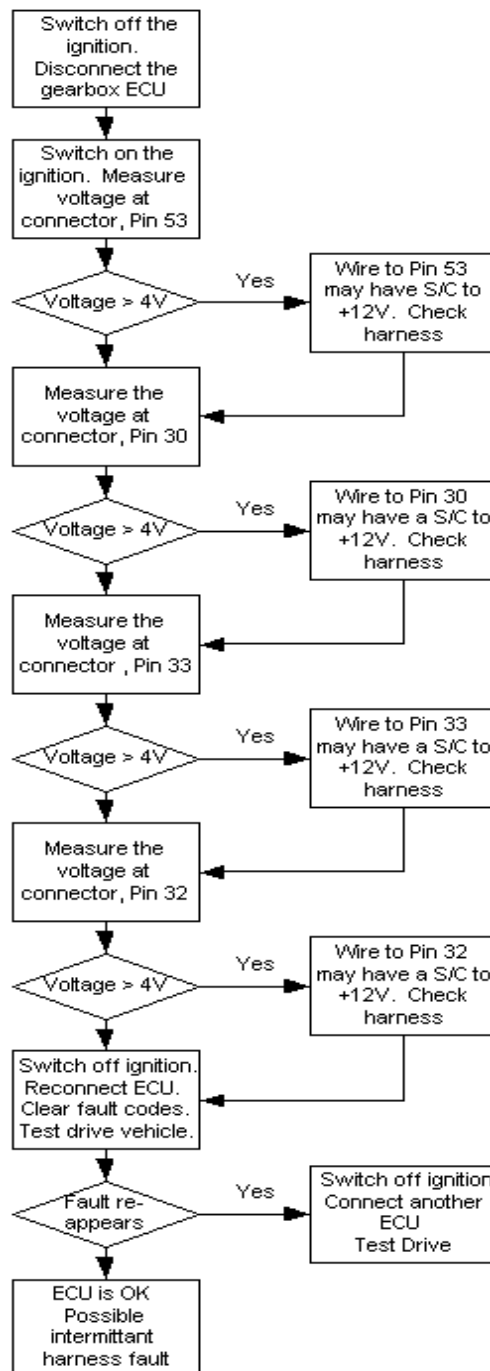 Switch off the
ignition.
Disconnect the
gearbox ECU
Switch on the
ignition. Measure
voltage at
connector, Pin 53
Voltage > 4V
Yes
Wire to Pin 53
may have S/C to
+12V. Check
harness
Measure the
voltage at
connector, Pin 30
Voltage > 4V
Yes
Wire to Pin 30
may have a S/C to
+12V. Check
harness
Measure the
voltage at
connector , Pin 33
Voltage > 4V
Yes
Wire to Pin 33
may have a S/C to
+12V. Check
harness
Measure the
voltage at
connector, Pin 32
Voltage > 4V
Yes
Wire to Pin 32
may have a S/C to
+12V. Check
harness
Switch off ignition.
Reconnect ECU.
Clear fault codes.
Test drive vehicle.
Fault re-
appears
Yes
Switch off ignition
Connect another
ECU
Test Drive
ECU is OK
Possible
intermittant
harness fault